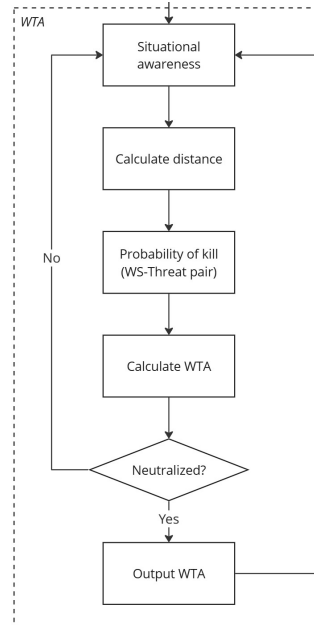 WTA
Situational
awareness
Calculate distance
Probability of kill
(WS-Threat pair)
No
Calculate WTA
Neutralized?
Yes
Output WTA